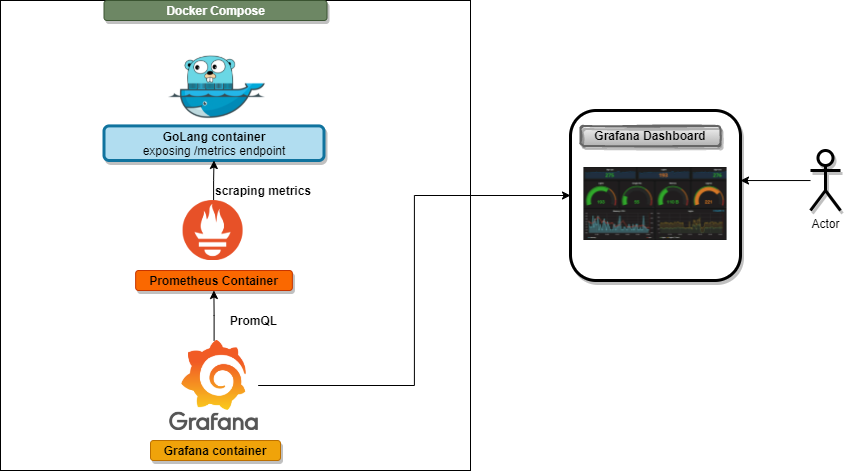 Docker Compose
GoLang container
exposing /metrics endpoint
scraping metrics
Prometheus Container
PromQL
Grafana
Grafana container
Grafana Dashboard
Actor